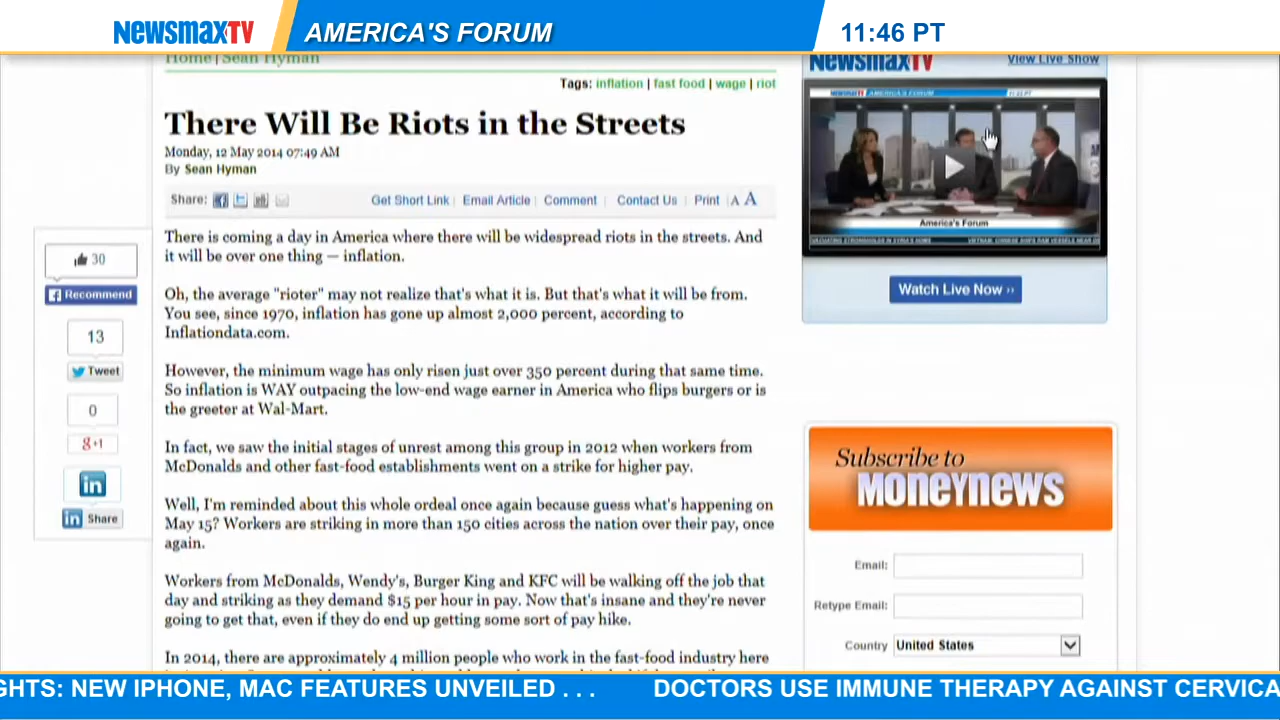 NEWSMAXTV
AMERICA'S FORUM
11:46 PT
Home | Sean Hyman
Tags: inflation | fast food | wage | riot
There Will Be Riots in the Streets
Monday, 12 May 2014 07:49 AM
By Sean Hyman
Share:
Get Short Link | Email Article | Comment | Contact Us | Print | A A
There is coming a day in America where there will be widespread riots in the streets. And
it will be over one thing — inflation.
Oh, the average "rioter" may not realize that's what it is. But that's what it will be from.
You see, since 1970, inflation has gone up almost 2,000 percent, according to
Inflationdata.com.
However, the minimum wage has only risen just over 350 percent during that same time.
So inflation is WAY outpacing the low-end wage earner in America who flips burgers or is
the greeter at Wal-Mart.
In fact, we saw the initial stages of unrest among this group in 2012 when workers from
McDonalds and other fast-food establishments went on a strike for higher pay.
Well, I'm reminded about this whole ordeal once again because guess what's happening on
May 15? Workers are striking in more than 150 cities across the nation over their pay, once
again.
Workers from McDonalds, Wendy's, Burger King and KFC will be walking off the job that
day and striking as they demand $15 per hour in pay. Now that's insane and they're never
going to get that, even if they do end up getting some sort of pay hike.
In 2014, there are approximately 4 million people who work in the fast-food industry here
30
Recommend
13
Tweet
0
g+1
in
in Share
NEWSMAXTV
View Live Show
NEWSMAXTV AMERICA'S FORUM
America's Forum
Watch Live Now ››
Subscribe to
MONEYNEWS
Email:
Retype Email:
Country United States
GHTS: NEW IPHONE, MAC FEATURES UNVEILED . . . DOCTORS USE IMMUNE THERAPY AGAINST CERVICA